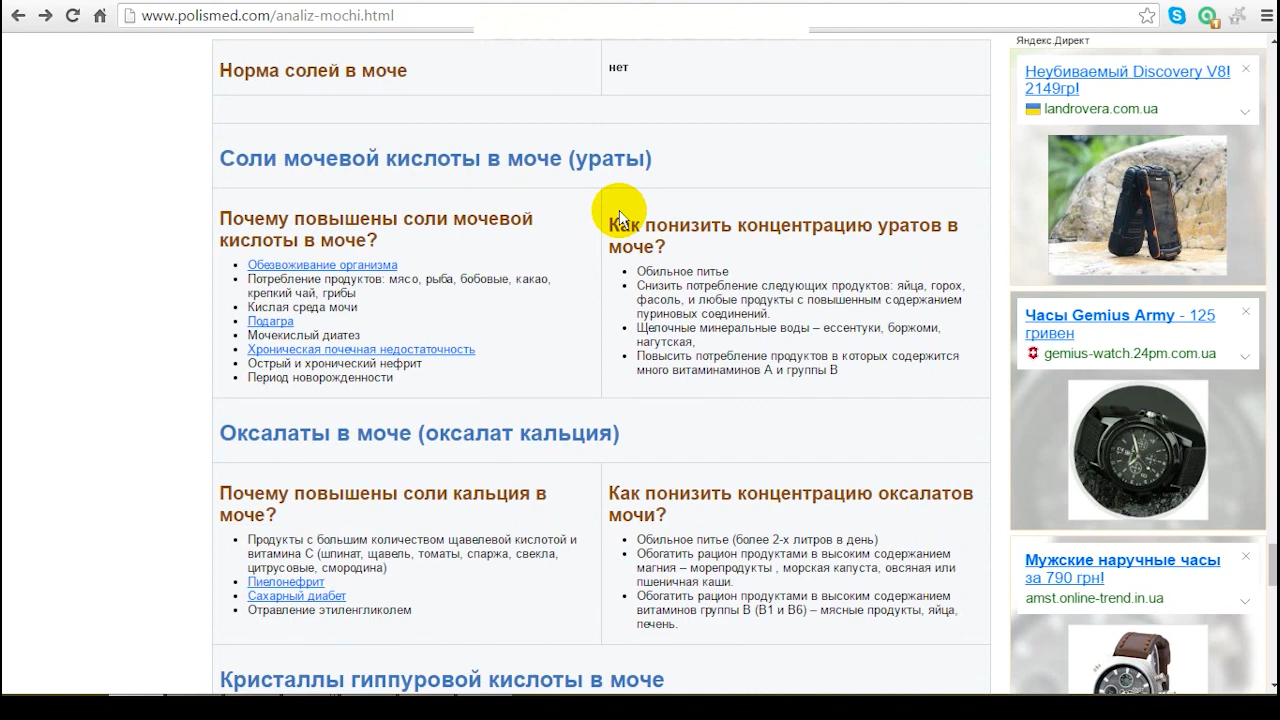 www.polismed.com/analiz-mochi.html
Норма солей в моче
нет
Соли мочевой кислоты в моче (ураты)
Почему повышены соли мочевой
кислоты в моче?
Обезвоживание организма
Потребление продуктов: мясо, рыба, бобовые, какао,
крепкий чай, грибы
Кислая среда мочи
Подагра
Мочекислый диатез
Хроническая почечная недостаточность
Острый и хронический нефрит
Период новорожденности
Как понизить концентрацию уратов в
моче?
Обильное питье
Снизить потребление следующих продуктов: яйца, горох,
фасоль, и любые продукты с повышенным содержанием
пуриновых соединений.
Щелочные минеральные воды – ессентуки, боржоми,
нагутская,
Повысить потребление продуктов в которых содержится
много витаминаминов А и группы В
Оксалаты в моче (оксалат кальция)
Почему повышены соли кальция в
моче?
Продукты с большим количеством щавелевой кислотой и
витамина С (шпинат, щавель, томаты, спаржа, свекла,
цитрусовые, смородина)
Пиелонефрит
Сахарный диабет
Отравление этиленгликолем
Как понизить концентрацию оксалатов
мочи?
Обильное питье (более 2-х литров в день)
Обогатить рацион продуктами в высоким содержанием
магния – морепродукты , морская капуста, овсяная или
пшеничная каши.
Обогатить рацион продуктами в высоким содержанием
витаминов группы В (В1 и В6) – мясные продукты, яйца,
печень.
Кристаллы гиппуровой кислоты в моче
Яндекс.Директ
Неубиваемый Discovery V8!
2149гр!
landrovera.com.ua
Часы Gemius Army - 125
гривен
gemius-watch.24pm.com.ua
Мужские наручные часы
за 790 грн!
amst.online-trend.in.ua